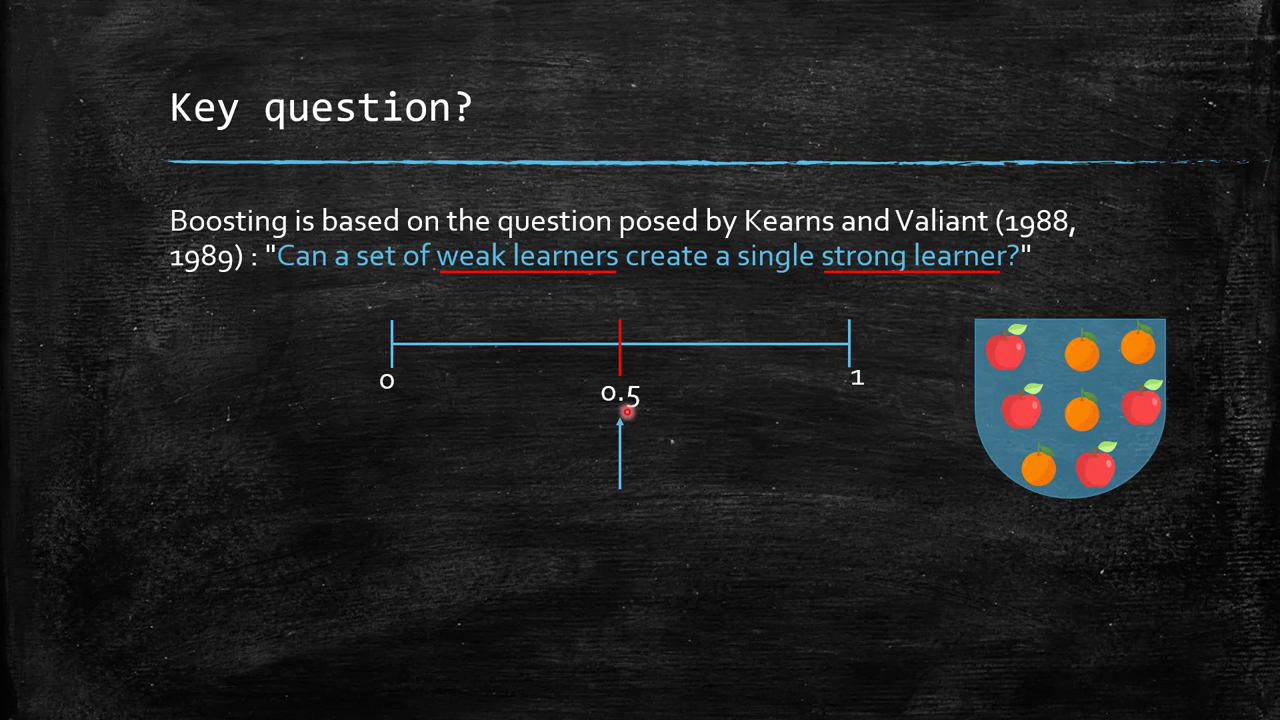 Key question?
Boosting is based on the question posed by Kearns and Valiant (1988,
1989) : "Can a set of weak learners create a single strong learner?"
0
0.5
1